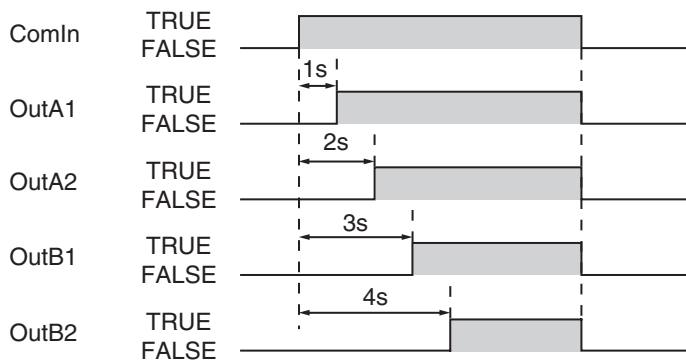 ComIn TRUE
FALSE
1s
OutA1 TRUE
FALSE
2s
OutA2 TRUE
FALSE
3s
OutB1 TRUE
FALSE
4s
OutB2 TRUE
FALSE